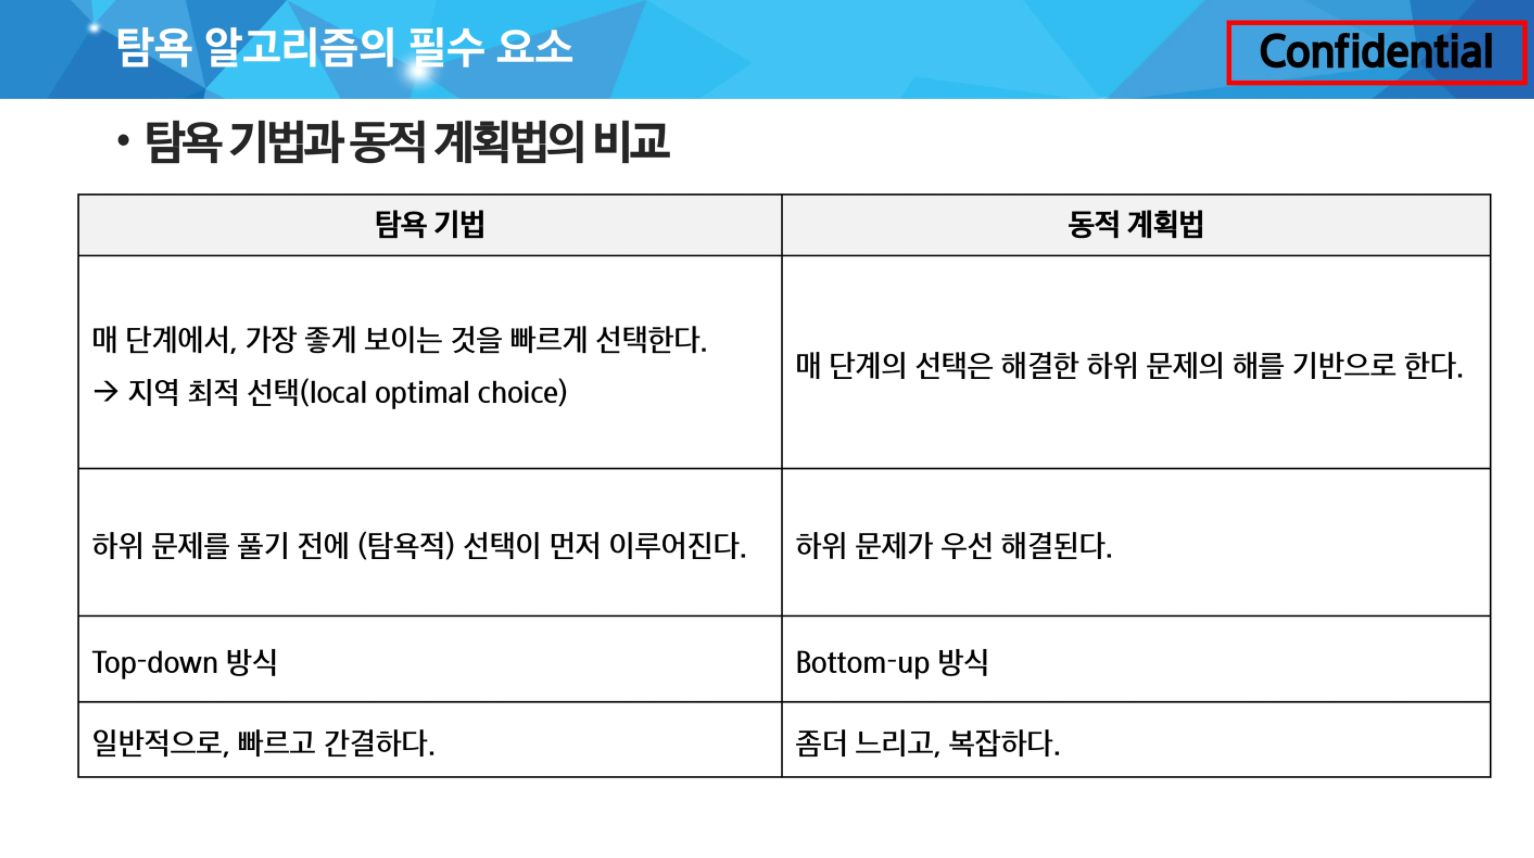 탐욕 알고리즘의 필수 요소
Confidential
• 탐욕 기법과 동적 계획법의 비교
탐욕 기법
동적 계획법
매 단계에서, 가장 좋게 보이는 것을 빠르게 선택한다.
→ 지역 최적 선택(local optimal choice)
매 단계의 선택은 해결한 하위 문제의 해를 기반으로 한다.
하위 문제를 풀기 전에 (탐욕적) 선택이 먼저 이루어진다.
하위 문제가 우선 해결된다.
Top-down 방식
Bottom-up 방식
일반적으로, 빠르고 간결하다.
좀더 느리고, 복잡하다.